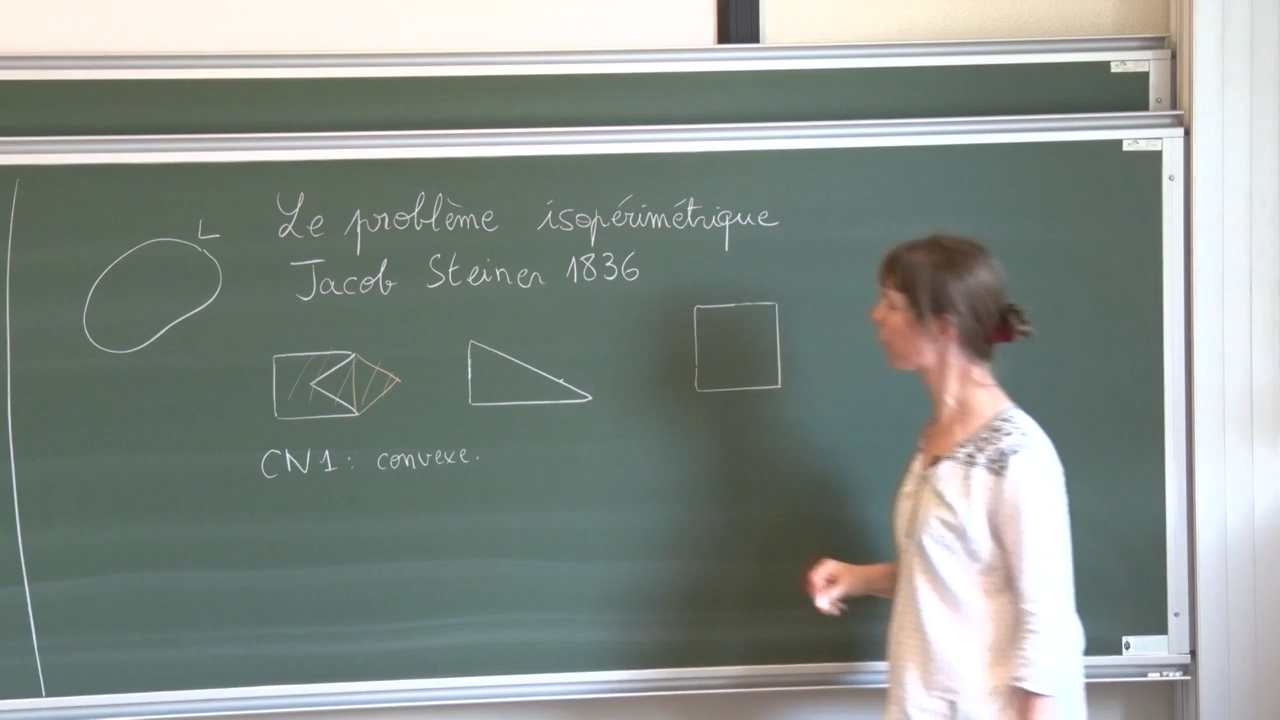 L
Le problème isopérimétrique
Jacob Steiner 1836
CN1: convexe.